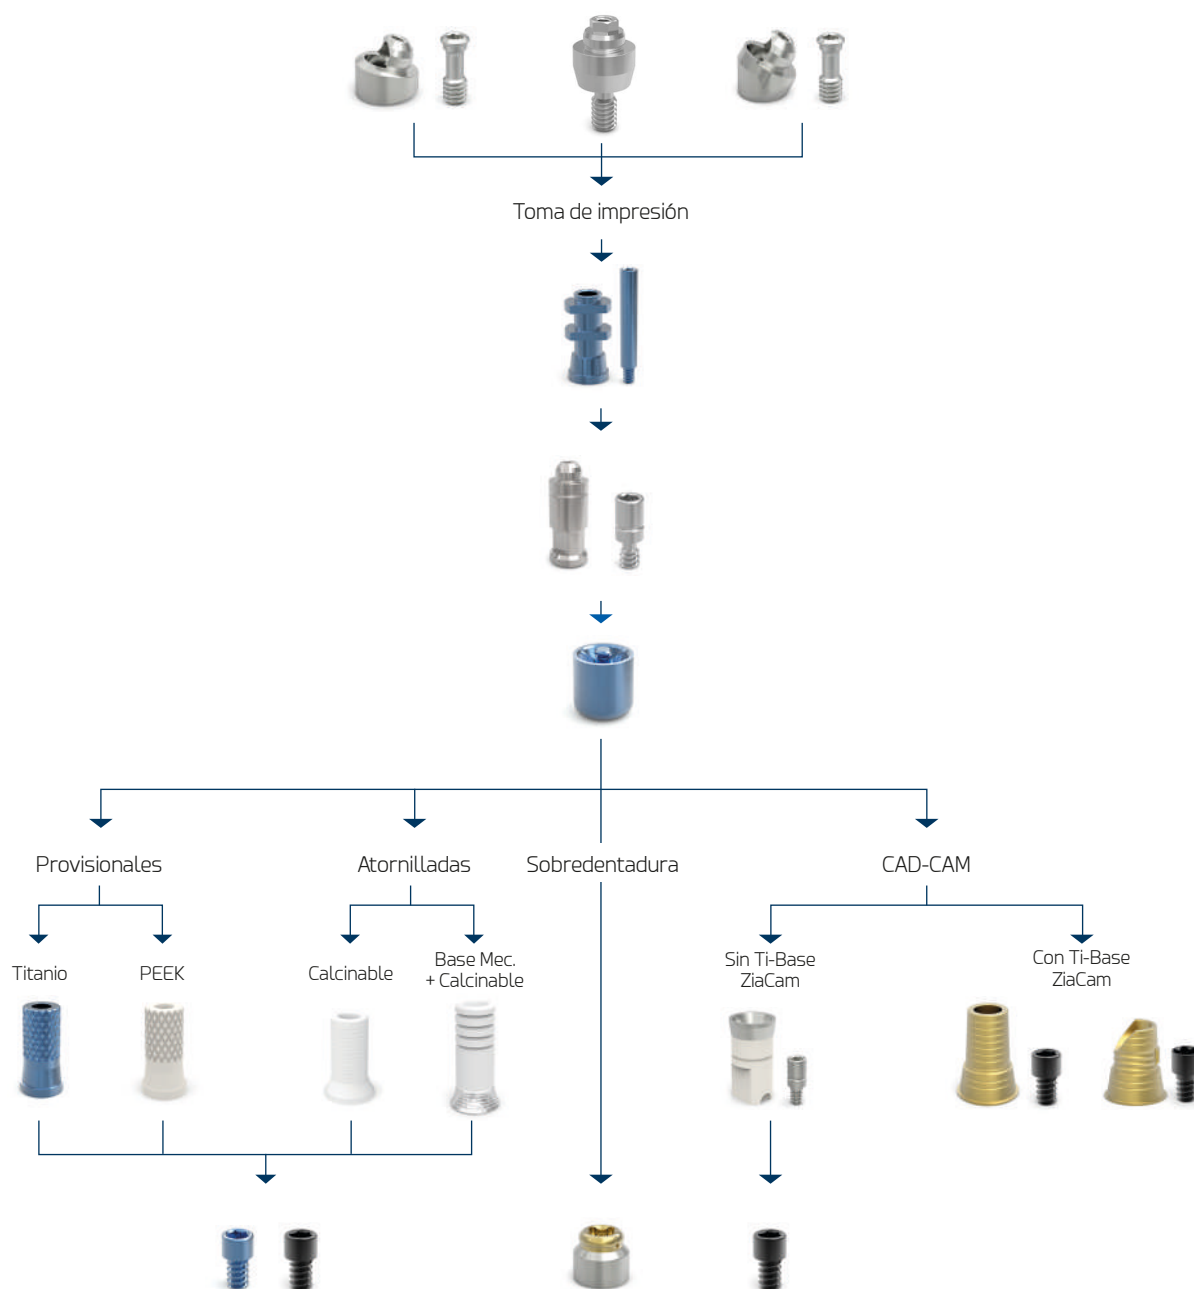 Toma de impresión
Provisionales
Atornilladas
Sobredentadura
CAD-CAM
Titanio
PEEK
Calcinable
Base Mec.
+ Calcinable
Sin Ti-Base
ZiaCam
Con Ti-Base
ZiaCam